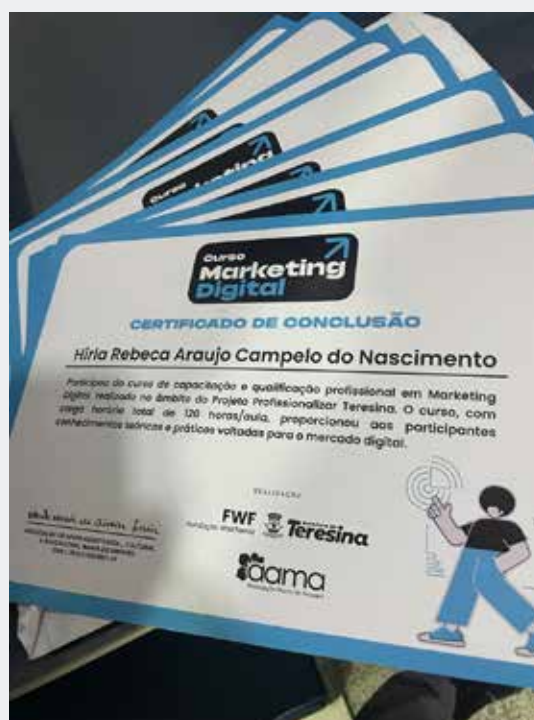 Curso
Marketing
Digital
CERTIFICADO DE CONCLUSÃO
Hirla Rebeca Araujo Campelo do Nascimento
Participou do curso de capacitação e qualificação profissional em Marketing
Digital realizado no âmbito do Projeto Profissionalizar Teresina. O curso, com
carga horária total de 120 horas/aula, proporcionou aos participantes
conhecimentos teóricos e práticos voltados para o mercado digital.
REALIZAÇÃO
FWF
Teresina
aama